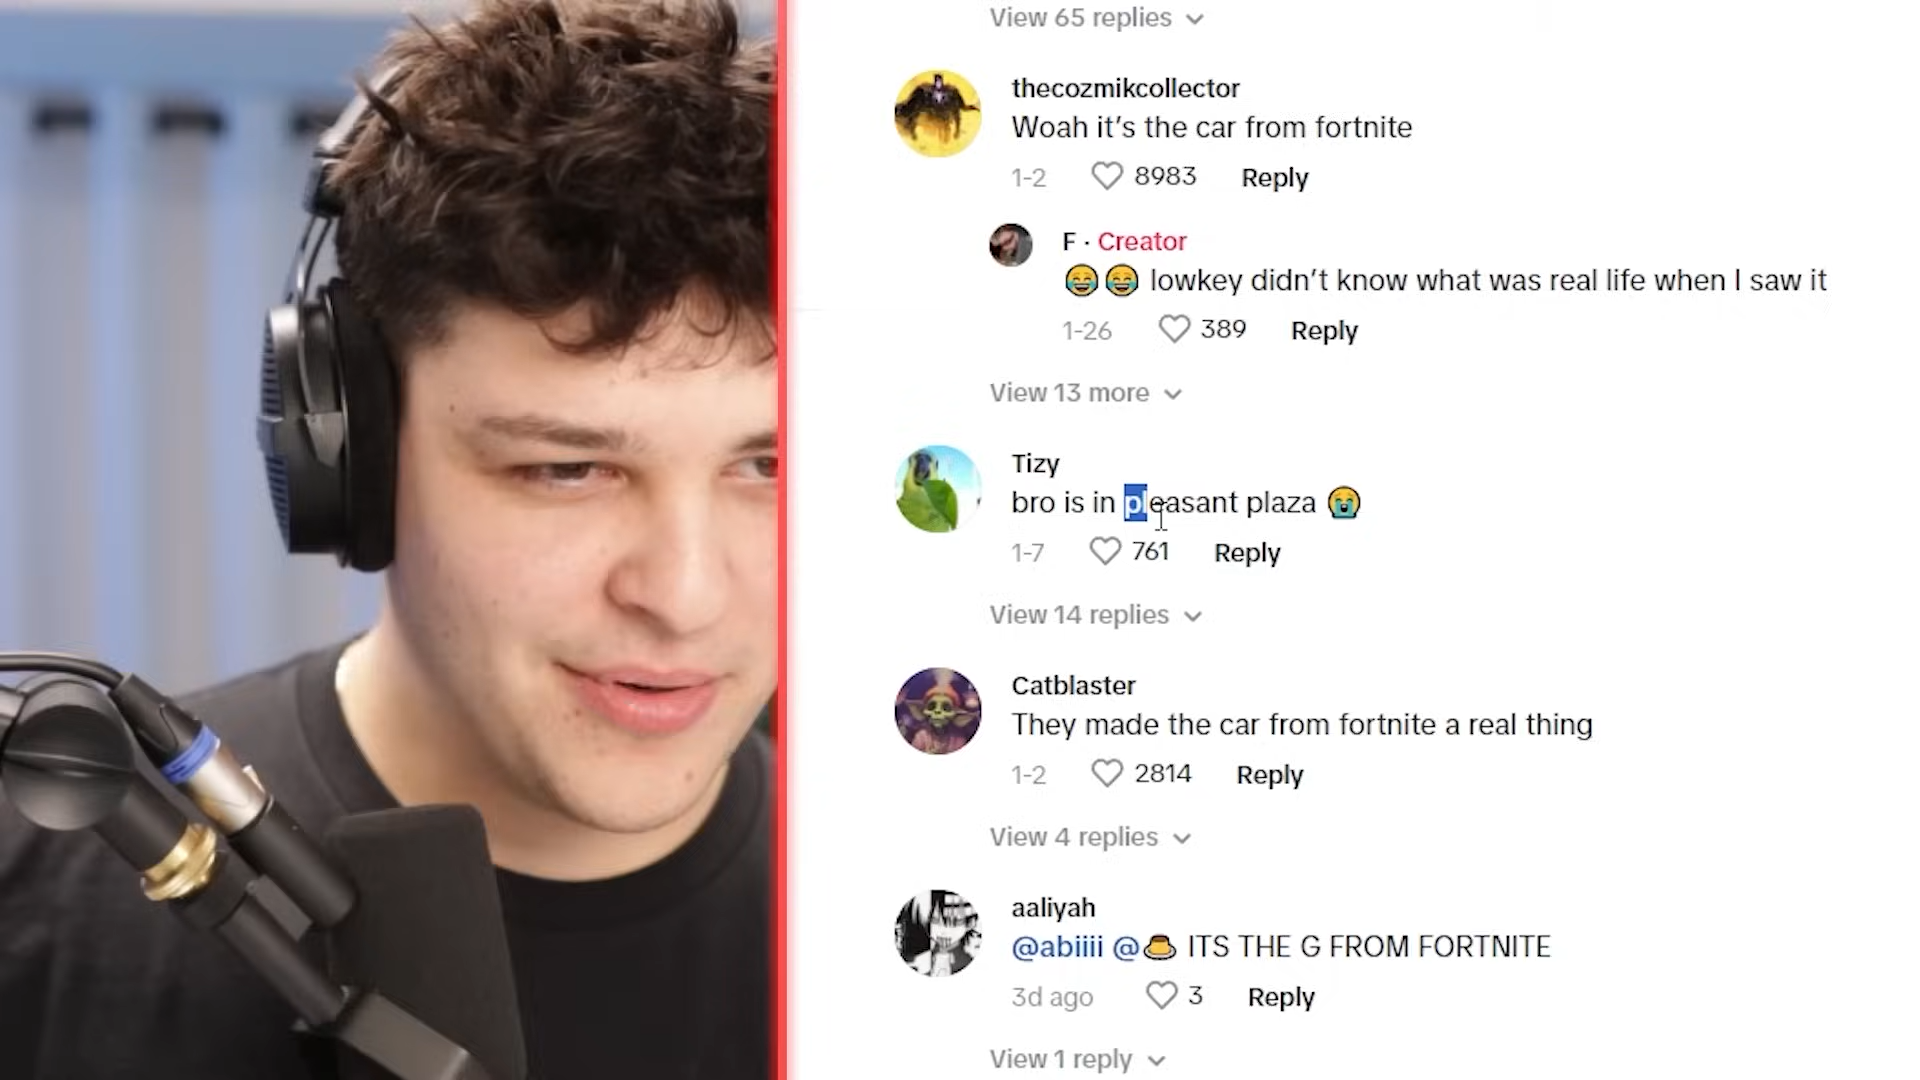 View 65 replies
thecozmikcollector
Woah it’s the car from fortnite
1-2 8983 Reply
F · Creator
😂😂 lowkey didn’t know what was real life when I saw it
1-26 389 Reply
View 13 more
Tizy
bro is in pleasant plaza 😭
1-7 761 Reply
View 14 replies
Catblaster
They made the car from fortnite a real thing
1-2 2814 Reply
View 4 replies
aaliyah
@abiiii @🍮 ITS THE G FROM FORTNITE
3d ago 3 Reply
View 1 reply